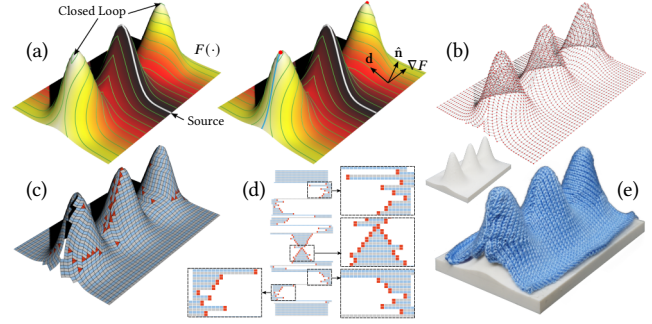 Closed Loop
(a)
F(·)
Source
d n̂
∇F
(b)
(c)
(d)
(e)